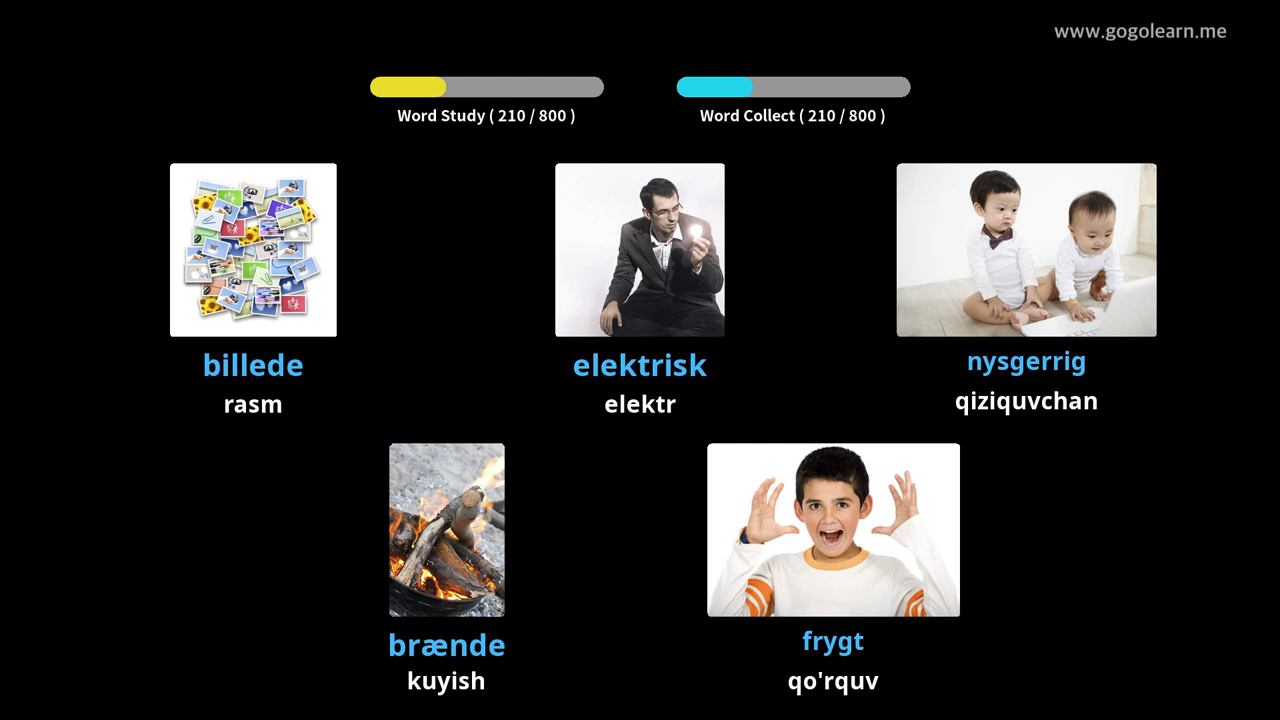 www.gogolearn.me
Word Study ( 210 / 800 )
Word Collect ( 210 / 800 )
billede
rasm
elektrisk
elektr
nysgerrig
qiziquvchan
brænde
kuyish
frygt
qo'rquv